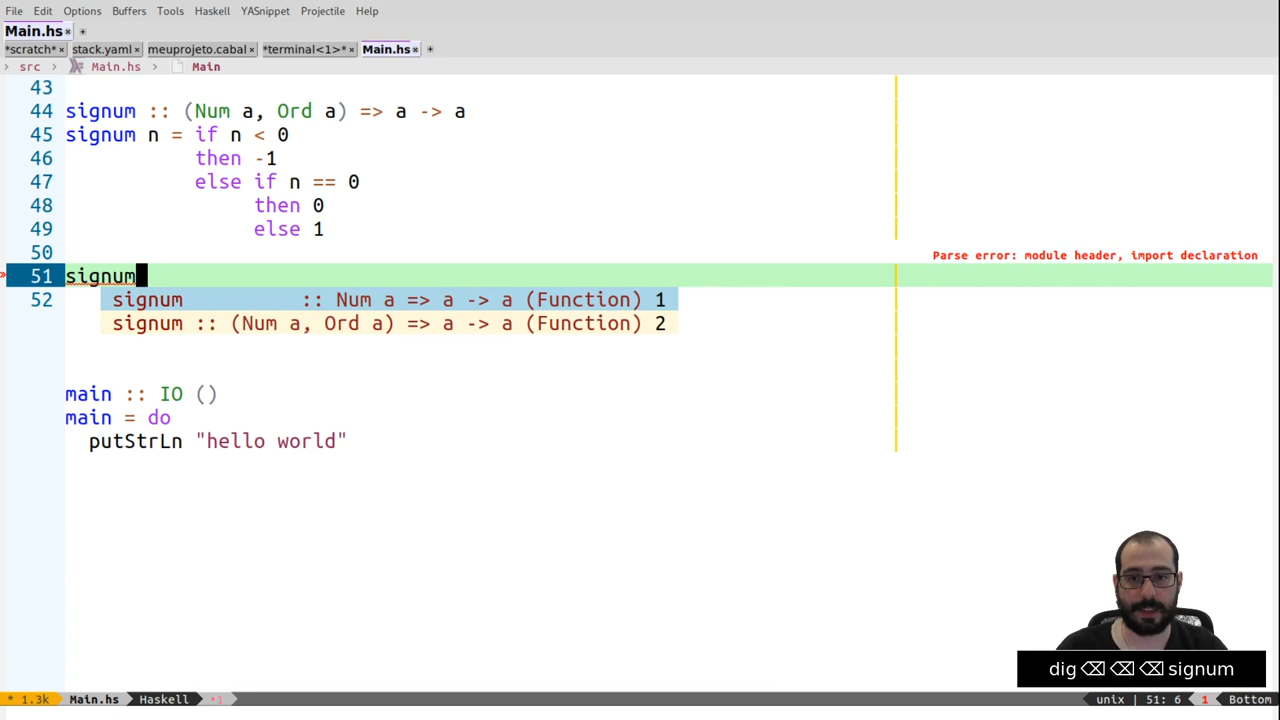 File Edit Options Buffers Tools Haskell YASnippet Projectile Help
Main.hs × +
*scratch* × stack.yaml × meuprojeto.cabal × *terminal<1>* × Main.hs × +
› src › Main.hs › Main
43
44 signum :: (Num a, Ord a) => a -> a
45 signum n = if n < 0
46 then -1
47 else if n == 0
48 then 0
49 else 1
50
Parse error: module header, import declaration
» 51 signum
signum :: Num a => a -> a (Function) 1
52
signum :: (Num a, Ord a) => a -> a (Function) 2
main :: IO ()
main = do
putStrLn "hello world"
dig ⌫ ⌫ ⌫ signum
* 1.3k Main.hs Haskell •1 unix | 51: 6 1 Bottom